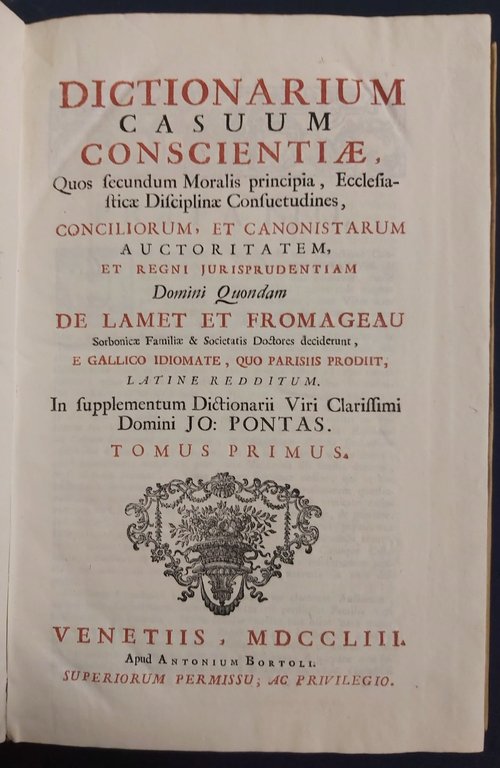 DICTIONARIUM
CASUUM
CONSCIENTIÆ,
Quos ſecundum Moralis principia, Eccleſia-
ſticæ Diſciplinæ Conſuetudines,
CONCILIORUM, ET CANONISTARUM
AUCTORITATEM,
ET REGNI JURISPRUDENTIAM
Domini Quondam
DE LAMET ET FROMAGEAU
Sorbonicæ Familiæ & Societatis Doctores deciderunt,
E GALLICO IDIOMATE, QUO PARISIIS PRODIIT,
LATINE REDDITUM.
In ſupplementum Dictionarii Viri Clariſſimi
Domini JO: PONTAS.
TOMUS PRIMUS.
VENETIIS, MDCCLIII.
Apud ANTONIUM BORTOLI.
SUPERIORUM PERMISSU; AC PRIVILEGIO.